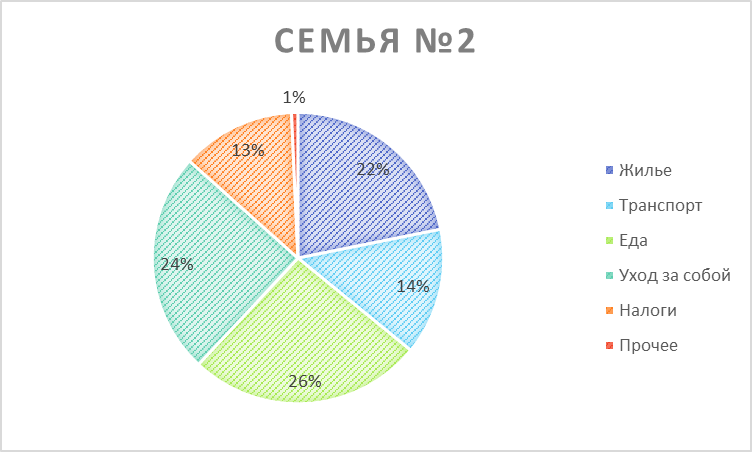 СЕМЬЯ №2
1%
13%
22%
24%
14%
26%
Жилье
Транспорт
Еда
Уход за собой
Налоги
Прочее